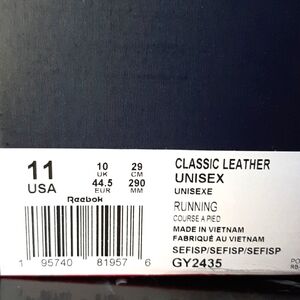 11 10 29 CLASSIC LEATHER
USA UK CM UNISEX
44.5 290 UNISEXE
EUR MM RUNNING
Reebok COURSE A PIED
MADE IN VIETNAM
FABRIQUÉ AU VIETNAM
SEFISP/SEFISP/SEFISP
1 95740 81957 6 GY2435